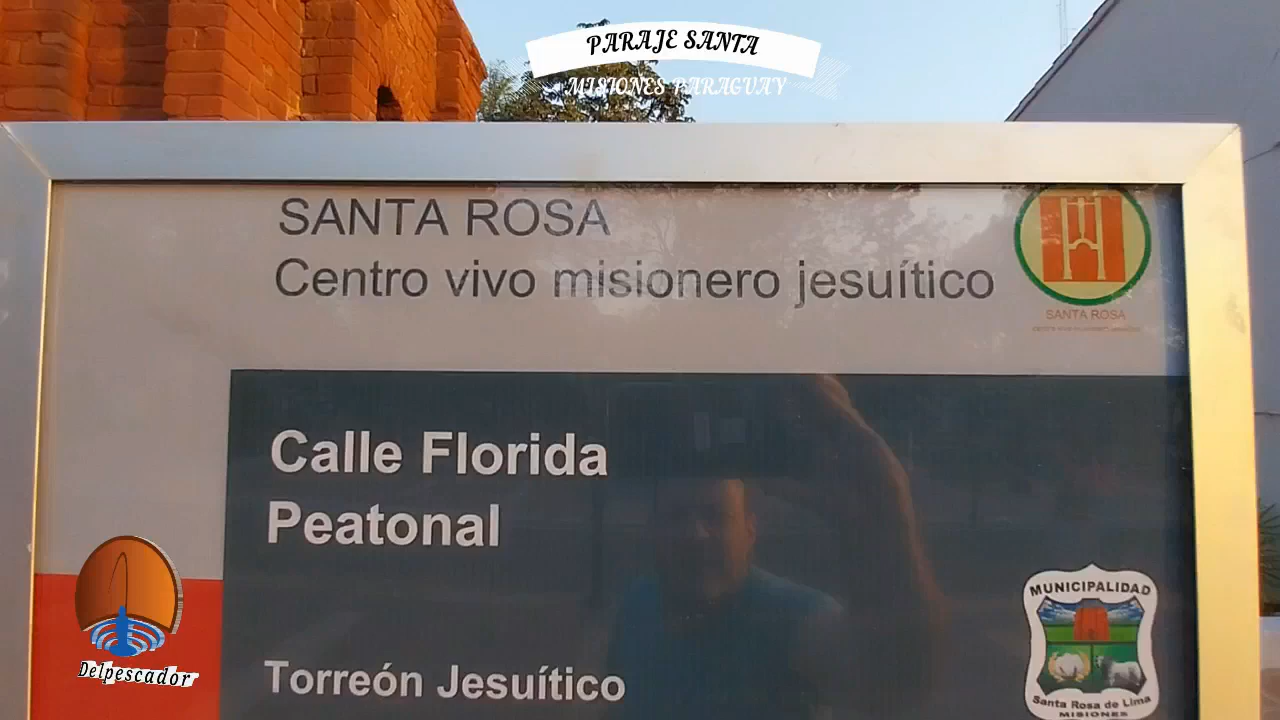 PARAJE SANTA
MISIONES PARAGUAY
SANTA ROSA
Centro vivo misionero jesuítico
SANTA ROSA
Calle Florida
Peatonal
Torreón Jesuítico
Delpescador
MUNICIPALIDAD
Santa Rosa de Lima
MISIONES